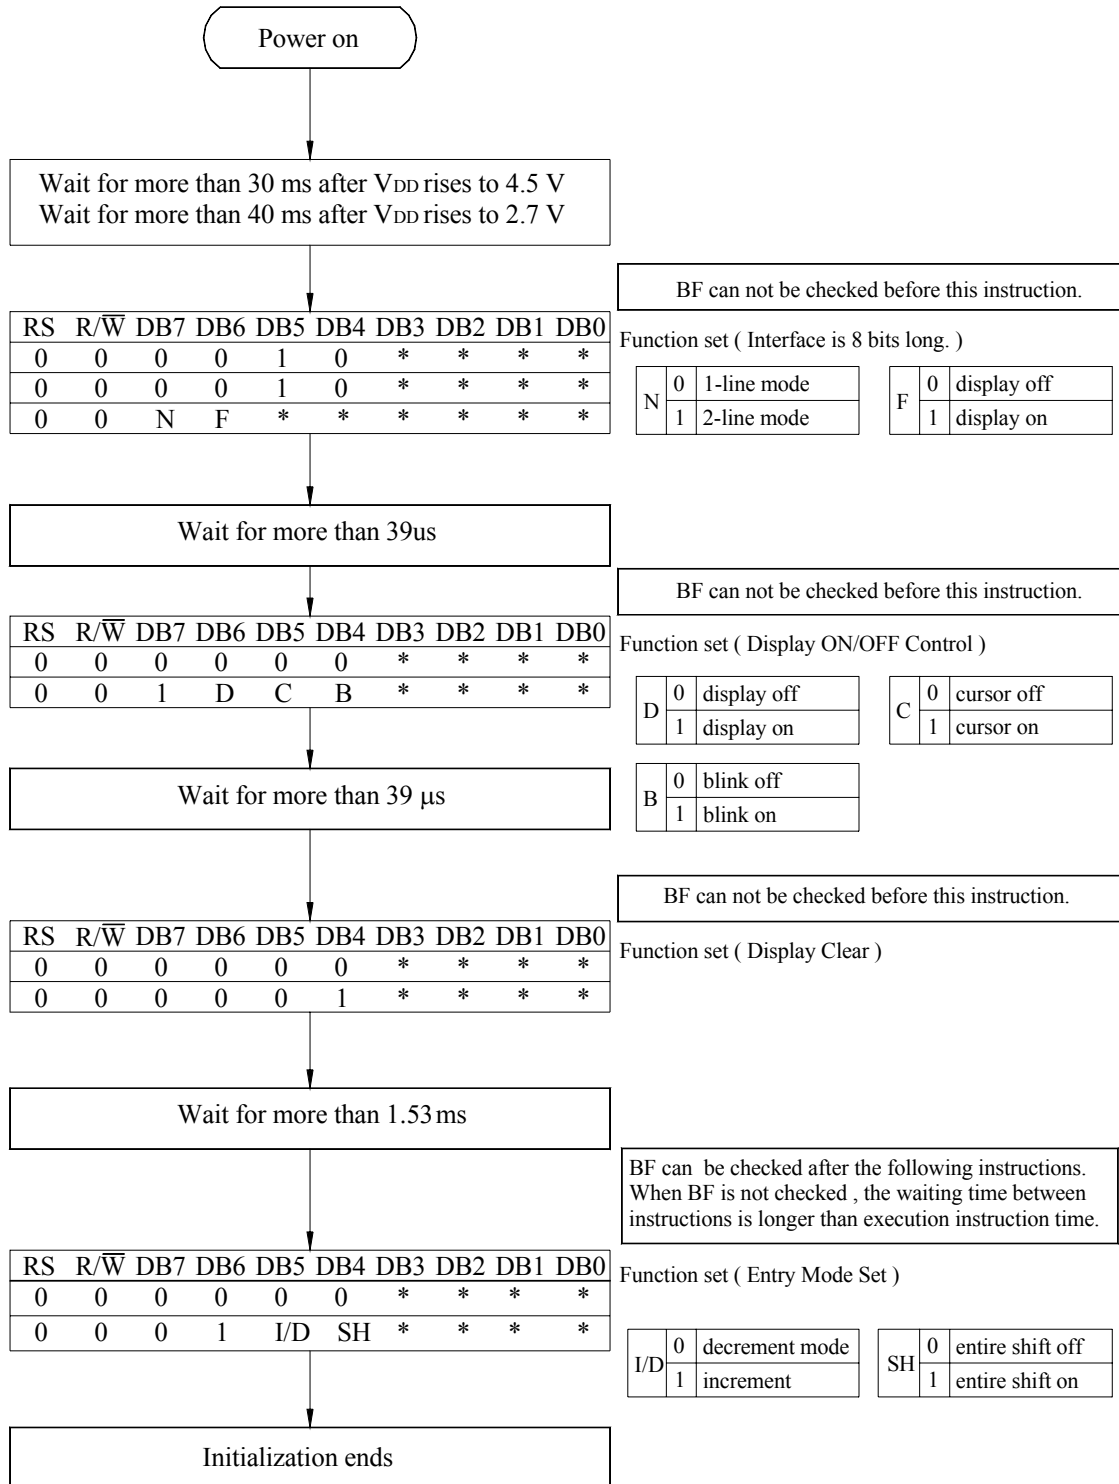 Power on
Wait for more than 30 ms after VDD rises to 4.5 V
Wait for more than 40 ms after VDD rises to 2.7 V
BF can not be checked before this instruction.
RS R/W̅ DB7 DB6 DB5 DB4 DB3 DB2 DB1 DB0
0 0 0 0 1 0 * * * *
0 0 0 0 1 0 * * * *
0 0 N F * * * * * *
Function set ( Interface is 8 bits long. )
N 0 1-line mode
1 2-line mode
F 0 display off
1 display on
Wait for more than 39us
BF can not be checked before this instruction.
RS R/W̅ DB7 DB6 DB5 DB4 DB3 DB2 DB1 DB0
0 0 0 0 0 0 * * * *
0 0 1 D C B * * * *
Function set ( Display ON/OFF Control )
D 0 display off
1 display on
C 0 cursor off
1 cursor on
B 0 blink off
1 blink on
Wait for more than 39 μs
BF can not be checked before this instruction.
RS R/W̅ DB7 DB6 DB5 DB4 DB3 DB2 DB1 DB0
0 0 0 0 0 0 * * * *
0 0 0 0 0 1 * * * *
Function set ( Display Clear )
Wait for more than 1.53 ms
BF can be checked after the following instructions.
When BF is not checked , the waiting time between
instructions is longer than execution instruction time.
RS R/W̅ DB7 DB6 DB5 DB4 DB3 DB2 DB1 DB0
0 0 0 0 0 0 * * * *
0 0 0 1 I/D SH * * * *
Function set ( Entry Mode Set )
I/D 0 decrement mode
1 increment
SH 0 entire shift off
1 entire shift on
Initialization ends